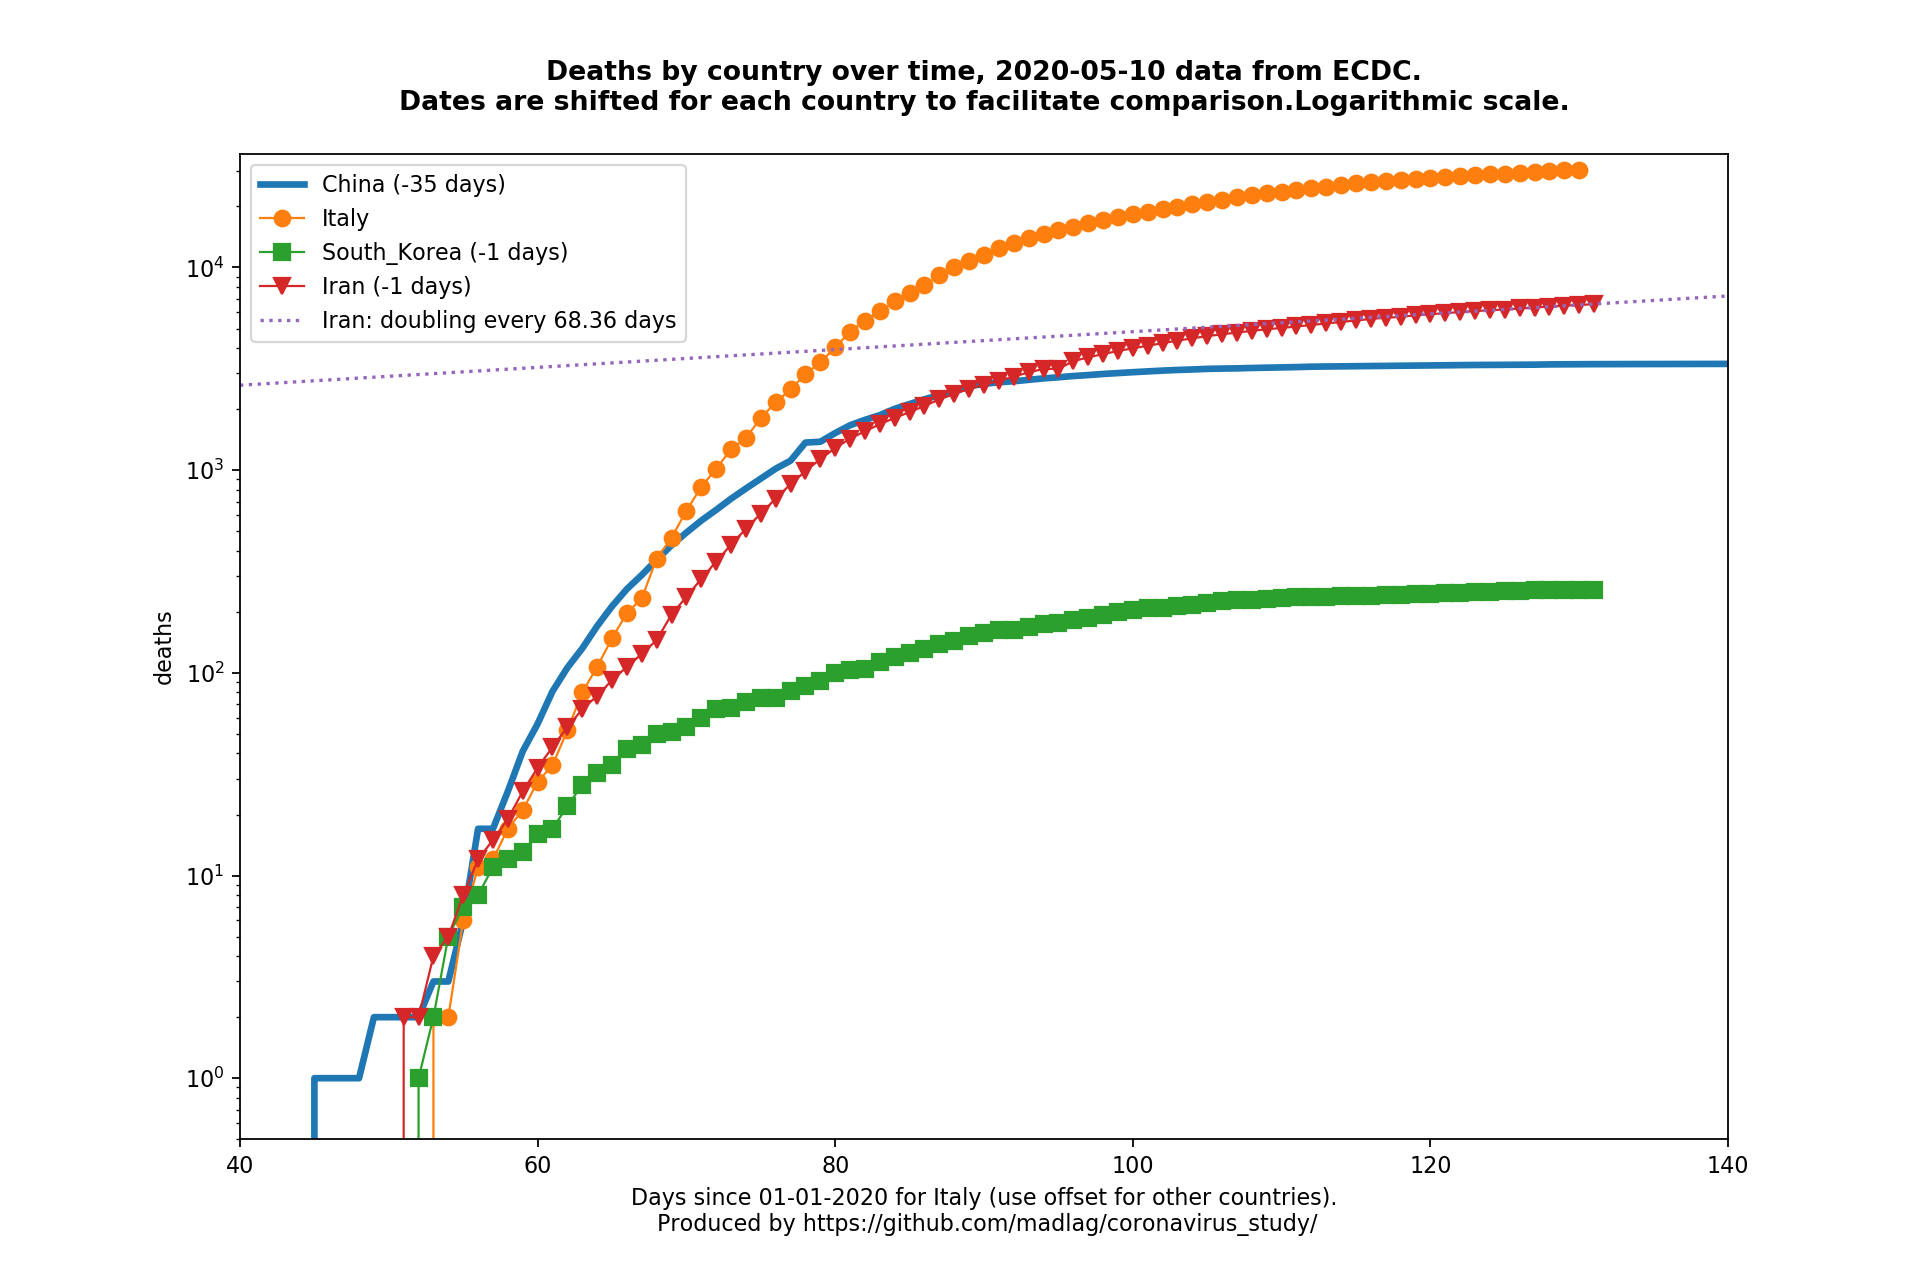 Deaths by country over time, 2020-05-10 data from ECDC.
Dates are shifted for each country to facilitate comparison.Logarithmic scale.
China (-35 days)
Italy
South_Korea (-1 days)
Iran (-1 days)
Iran: doubling every 68.36 days
deaths
10⁴
10³
10²
10¹
10⁰
40 60 80 100 120 140
Days since 01-01-2020 for Italy (use offset for other countries).
Produced by https://github.com/madlag/coronavirus_study/